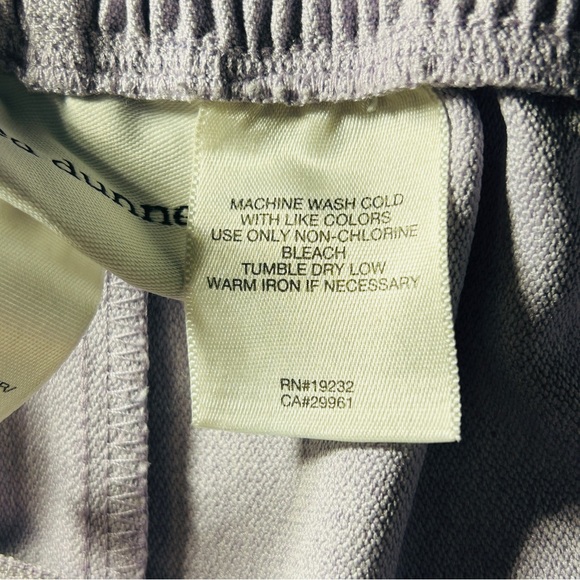 dunne
MACHINE WASH COLD
WITH LIKE COLORS
USE ONLY NON-CHLORINE
BLEACH
TUMBLE DRY LOW
WARM IRON IF NECESSARY
RN#19232
CA#29961